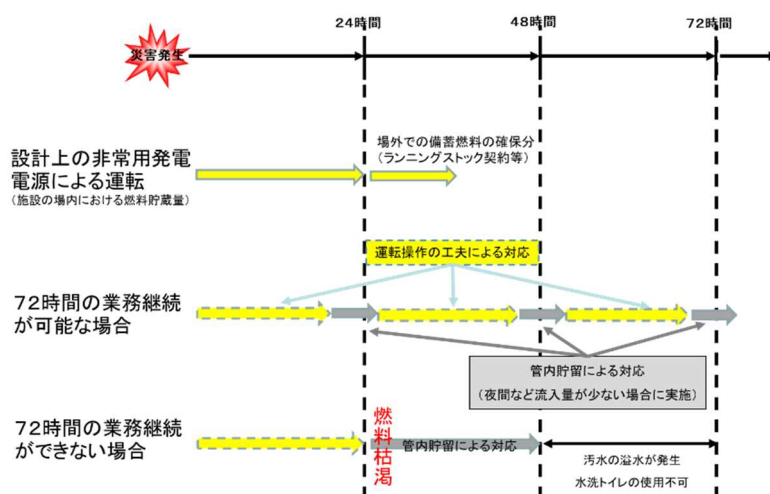 24時間
48時間
72時間
災害発生
設計上の非常用発電
電源による運転
(施設の場内における燃料貯蔵量)
場外での備蓄燃料の確保分
(ランニングストック契約等)
運転操作の工夫による対応
72時間の業務継続
が可能な場合
管内貯留による対応
(夜間など流入量が少ない場合に実施)
72時間の業務継続
ができない場合
燃料枯渇
管内貯留による対応
汚水の溢水が発生
水洗トイレの使用不可